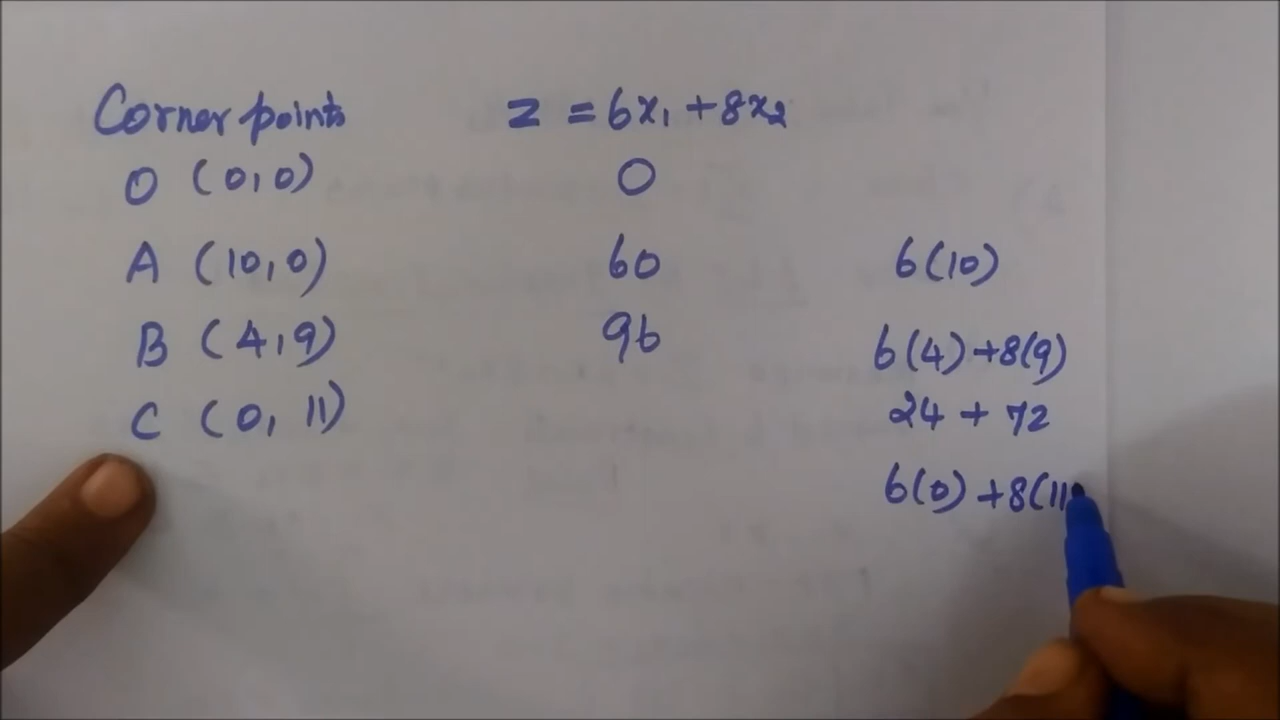 Corner points z = 6x₁ + 8x₂
O (0,0) 0
A (10,0) 60 6(10)
B (4,9) 96 6(4)+8(9)
C (0, 11) 24 + 72
6(0) +8(11